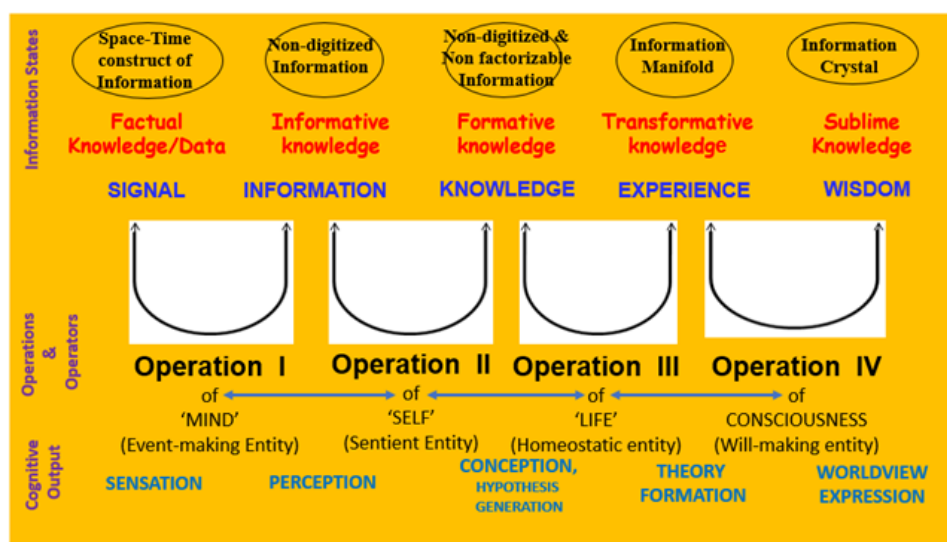 Information States
Space-Time
construct of
Information
Non-digitized
Information
Non-digitized &
Non factorizable
Information
Information
Manifold
Information
Crystal
Factual
Knowledge/Data
Informative
knowledge
Formative
knowledge
Transformative
knowledge
Sublime
Knowledge
SIGNAL
INFORMATION
KNOWLEDGE
EXPERIENCE
WISDOM
Operations
&
Operators
Operation I
of
‘MIND’
(Event-making Entity)
Operation II
of
‘SELF’
(Sentient Entity)
Operation III
of
‘LIFE’
(Homeostatic entity)
Operation IV
of
CONSCIOUSNESS
(Will-making entity)
Cognitive
Output
SENSATION
PERCEPTION
CONCEPTION,
HYPOTHESIS
GENERATION
THEORY
FORMATION
WORLDVIEW
EXPRESSION